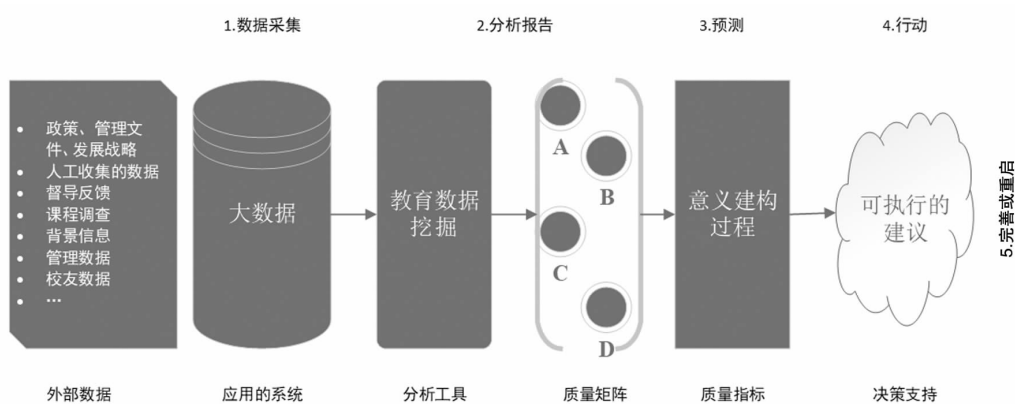 1.数据采集
2.分析报告
3.预测
4.行动
• 政策、管理文
件、发展战略
• 人工收集的数据
• 督导反馈
• 课程调查
• 背景信息
• 管理数据
• 校友数据
• …
大数据
教育数据
挖掘
A
B
C
D
意义建构
过程
可执行的
建议
5.完善或重启
外部数据
应用的系统
分析工具
质量矩阵
质量指标
决策支持